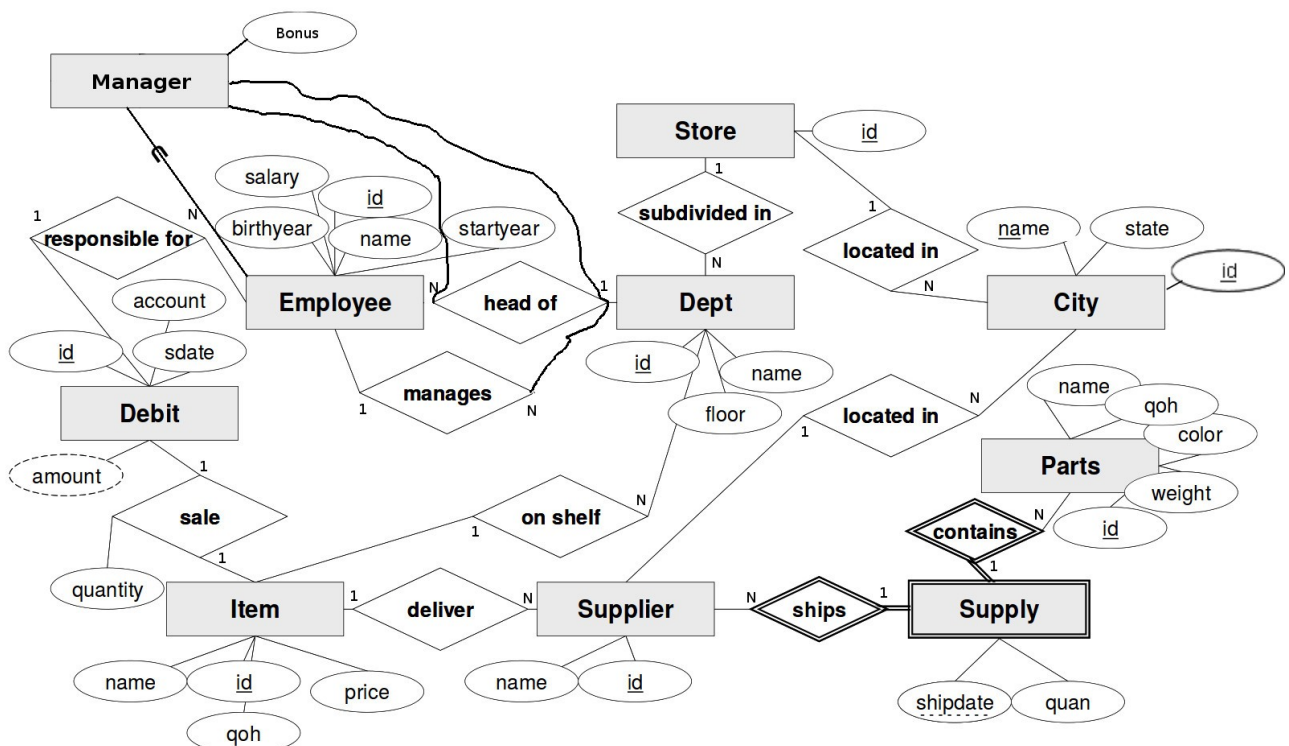 Bonus
Manager
Store
id
salary
id
1
1
N
subdivided in
1
birthyear
name
startyear
name
state
responsible for
located in
id
N
N
1
N
Employee
head of
Dept
City
account
id
sdate
id
name
manages
name
qoh
1
N
floor
located in
N
Debit
1
color
Parts
amount
1
weight
N
N
id
sale
on shelf
contains
1
1
1
quantity
1
N
N
1
Item
deliver
Supplier
ships
Supply
name
id
price
name
id
shipdate
quan
qoh